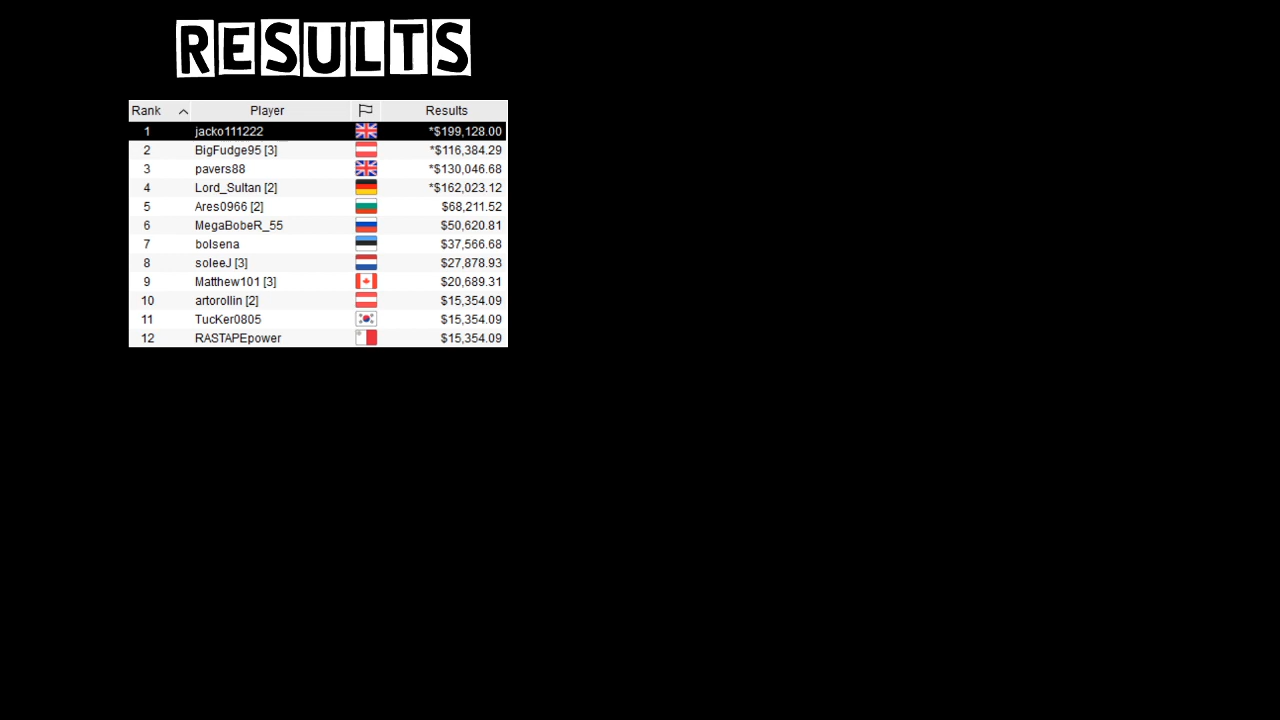 RESULTS
Rank Player Results
1 jacko111222 *$199,128.00
2 BigFudge95 [3] *$116,384.29
3 pavers88 *$130,046.68
4 Lord_Sultan [2] *$162,023.12
5 Ares0966 [2] $68,211.52
6 MegaBobeR_55 $50,620.81
7 bolsena $37,566.68
8 soleeJ [3] $27,878.93
9 Matthew101 [3] $20,689.31
10 artorollin [2] $15,354.09
11 TucKer0805 $15,354.09
12 RASTAPEpower $15,354.09